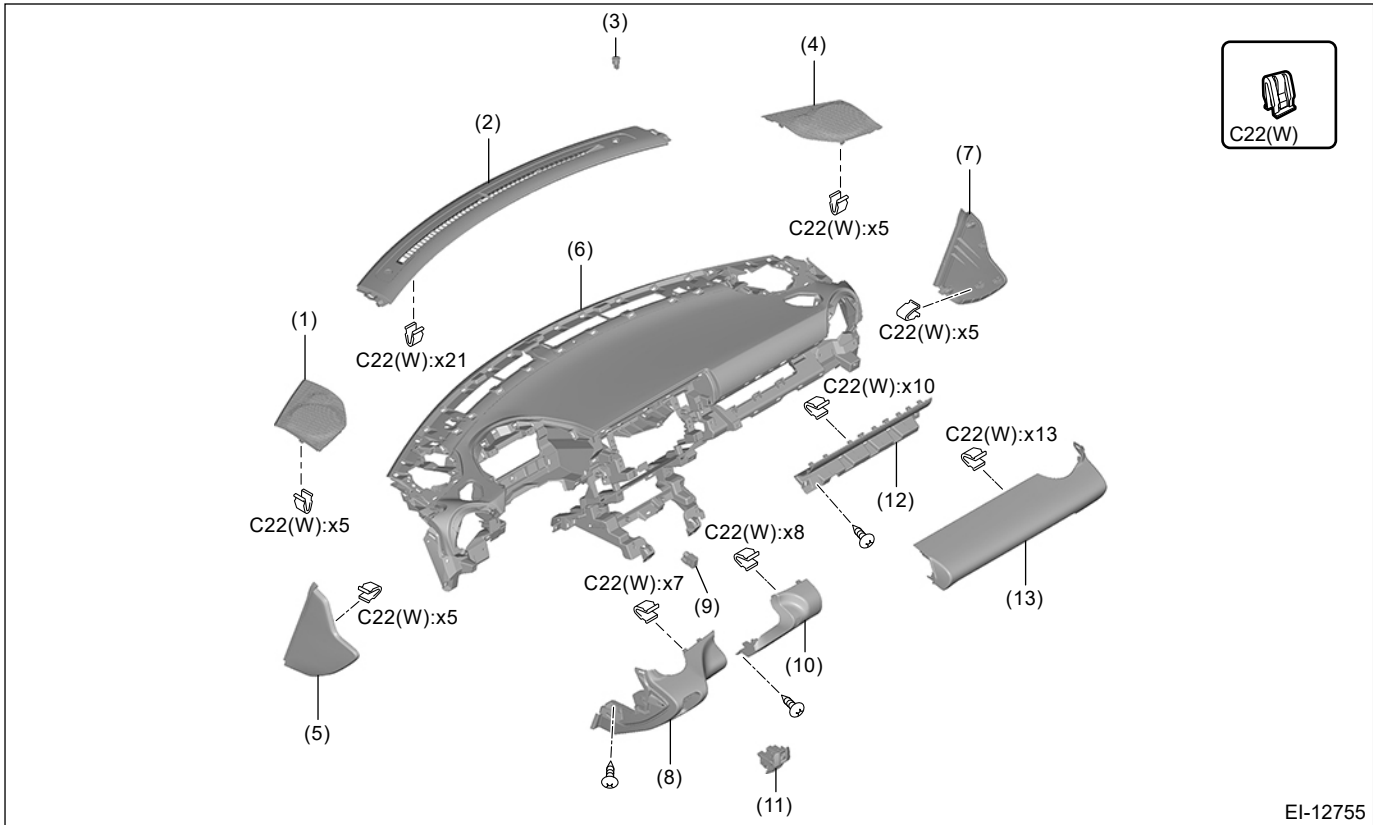 (3)
(4)
C22(W)
(2)
(7)
C22(W):x5
(6)
(1)
C22(W):x21
C22(W):x5
C22(W):x10
C22(W):x13
(12)
C22(W):x5
C22(W):x8
(13)
C22(W):x7
(9)
C22(W):x5
(10)
(5)
(8)
(11)
EI-12755